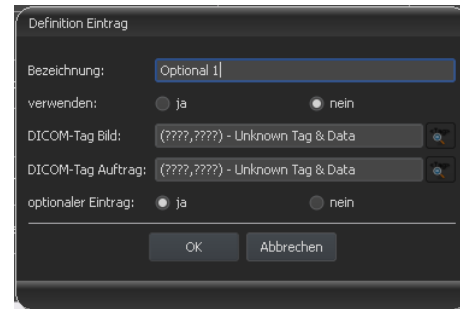 Definition Eintrag
Bezeichnung: Optional 1
verwenden: ja nein
DICOM-Tag Bild: (????,????) - Unknown Tag & Data
DICOM-Tag Auftrag: (????,????) - Unknown Tag & Data
optionaler Eintrag: ja nein
OK Abbrechen